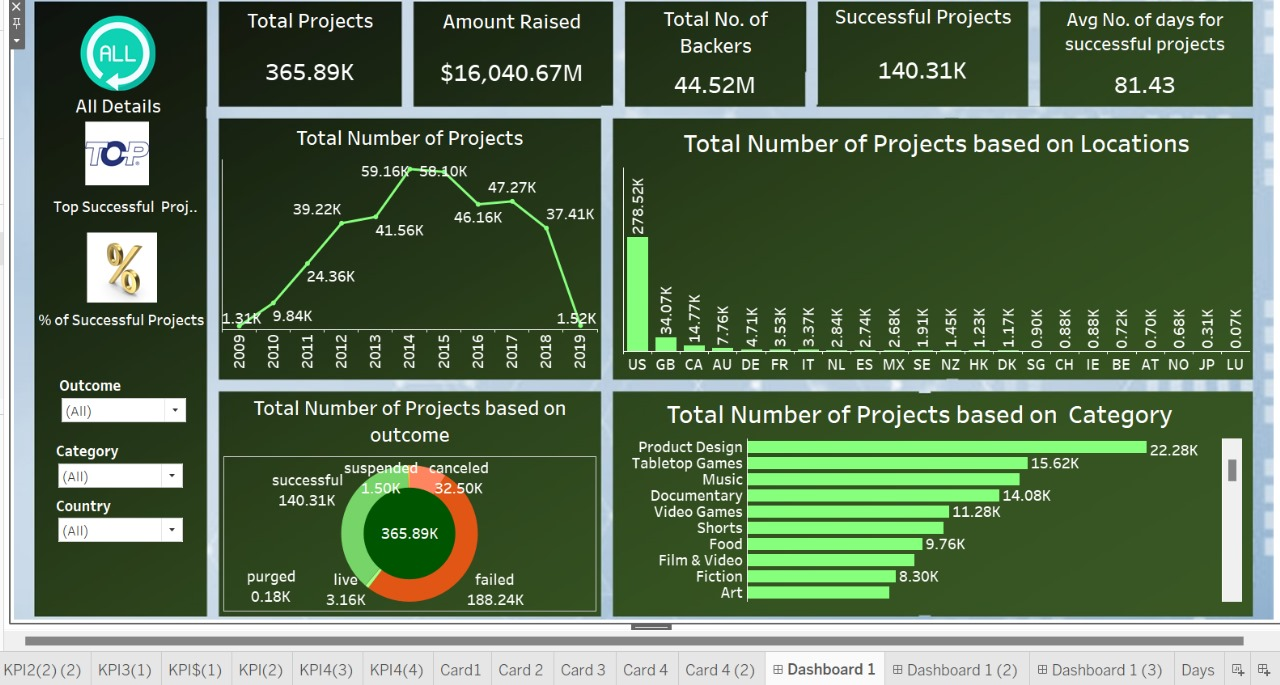 ALL
All Details
TOP
Top Successful Proj..
%
% of Successful Projects
Outcome
(All)
Category
(All)
Country
(All)
Total Projects
365.89K
Amount Raised
$16,040.67M
Total No. of
Backers
44.52M
Successful Projects
140.31K
Avg No. of days for
successful projects
81.43
Total Number of Projects
59.16K 58.10K
47.27K
39.22K
46.16K
37.41K
41.56K
24.36K
1.31K 9.84K
1.52K
2009 2010 2011 2012 2013 2014 2015 2016 2017 2018 2019
Total Number of Projects based on Locations
278.52K 34.07K 14.77K 7.76K 4.71K 3.53K 3.37K 2.84K 2.74K 2.68K 1.91K 1.45K 1.23K 1.17K 0.90K 0.88K 0.88K 0.72K 0.70K 0.68K 0.31K 0.07K
US GB CA AU DE FR IT NL ES MX SE NZ HK DK SG CH IE BE AT NO JP LU
Total Number of Projects based on
outcome
suspended
1.50K
canceled
32.50K
successful
140.31K
365.89K
purged
0.18K
live
3.16K
failed
188.24K
Total Number of Projects based on Category
Product Design 22.28K
Tabletop Games 15.62K
Music
Documentary 14.08K
Video Games 11.28K
Shorts
Food 9.76K
Film & Video
Fiction 8.30K
Art
KPI2(2) (2) KPI3(1) KPI$(1) KPI(2) KPI4(3) KPI4(4) Card1 Card 2 Card 3 Card 4 Card 4 (2) Dashboard 1 Dashboard 1 (2) Dashboard 1 (3) Days